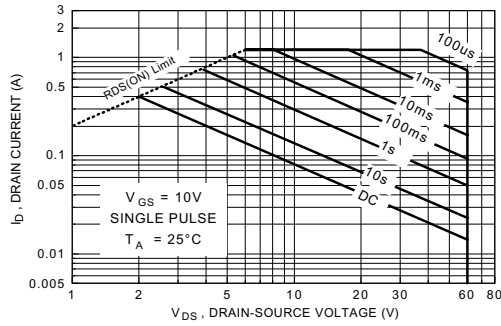 3
1
0.5
0.1
0.05
0.01
0.005
I D , DRAIN CURRENT (A)
RDS(ON) Limit
100us
1ms
10ms
100ms
1s
10s
DC
V GS = 10V
SINGLE PULSE
T A = 25°C
1 2 5 10 20 30 60 80
V DS , DRAIN-SOURCE VOLTAGE (V)